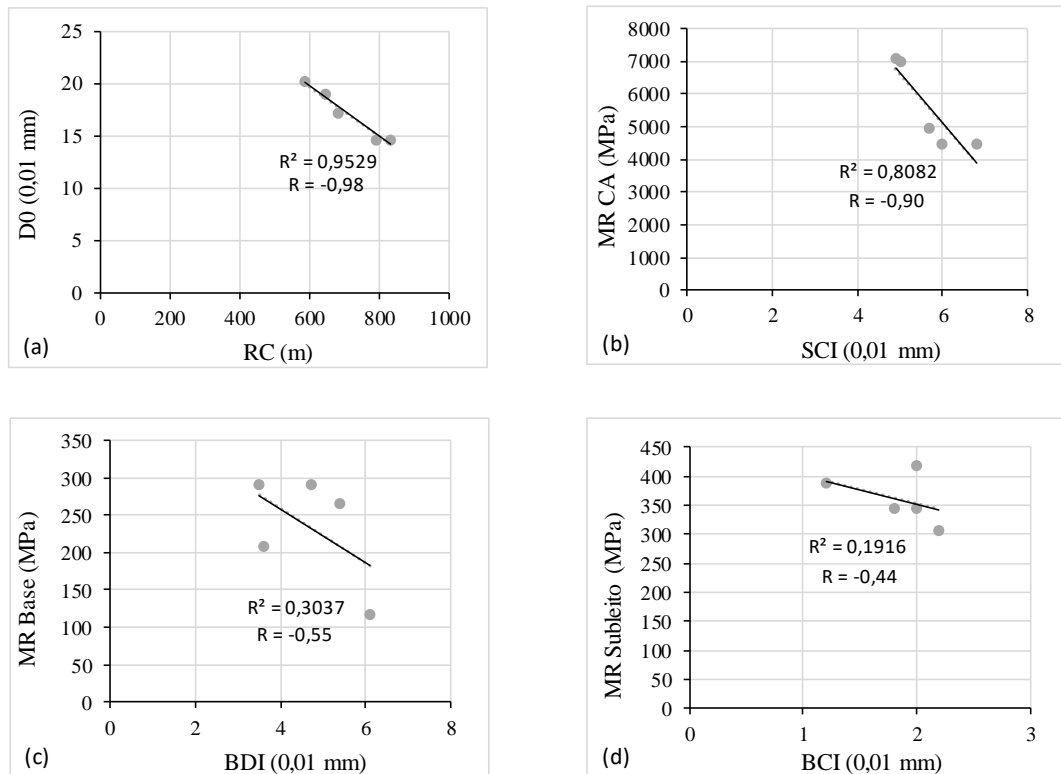 25
20
15
10
5
0
D0 (0,01 mm)
R² = 0,9529
R = -0,98
0 200 400 600 800 1000
RC (m)
(a)
8000
7000
6000
5000
4000
3000
2000
1000
0
MR CA (MPa)
R² = 0,8082
R = -0,90
0 2 4 6 8
SCI (0,01 mm)
(b)
350
300
250
200
150
100
50
0
MR Base (MPa)
R² = 0,3037
R = -0,55
0 2 4 6 8
BDI (0,01 mm)
(c)
450
400
350
300
250
200
150
100
50
0
MR Subleito (MPa)
R² = 0,1916
R = -0,44
0 1 2 3
BCI (0,01 mm)
(d)